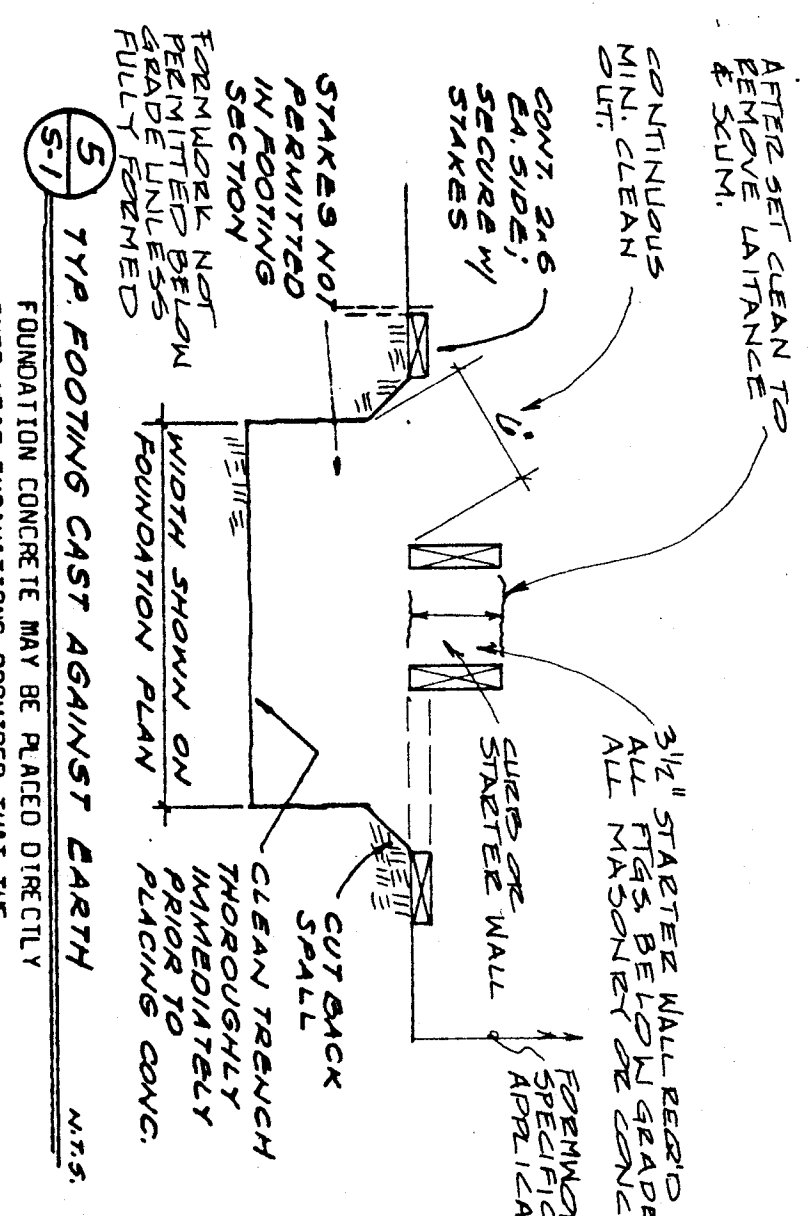 AFTER SET CLEAN TO
REMOVE LAITANCE
& SCUM.
CONTINUOUS
MIN. CLEAN
OUT.
CONT. 2x6
EA. SIDE;
SECURE W/
STAKES
STAKES NOT
PERMITTED
IN FOOTING
SECTION
FORMWORK NOT
PERMITTED BELOW
GRADE UNLESS
FULLY FORMED
6"
3 1/2" STARTER WALL REQ'D
ALL FTGS. BELOW GRADE
ALL MASONRY OR CONC
CURB OR
STARTER WALL
FORMWO
SPECIFIC
APPLICA
CUT BACK
SPALL
CLEAN TRENCH
THOROUGHLY
IMMEDIATELY
PRIOR TO
PLACING CONC.
WIDTH SHOWN ON
FOUNDATION PLAN
5
S-1
TYP. FOOTING CAST AGAINST EARTH
N.T.S.
FOUNDATION CONCRETE MAY BE PLACED DIRECTLY